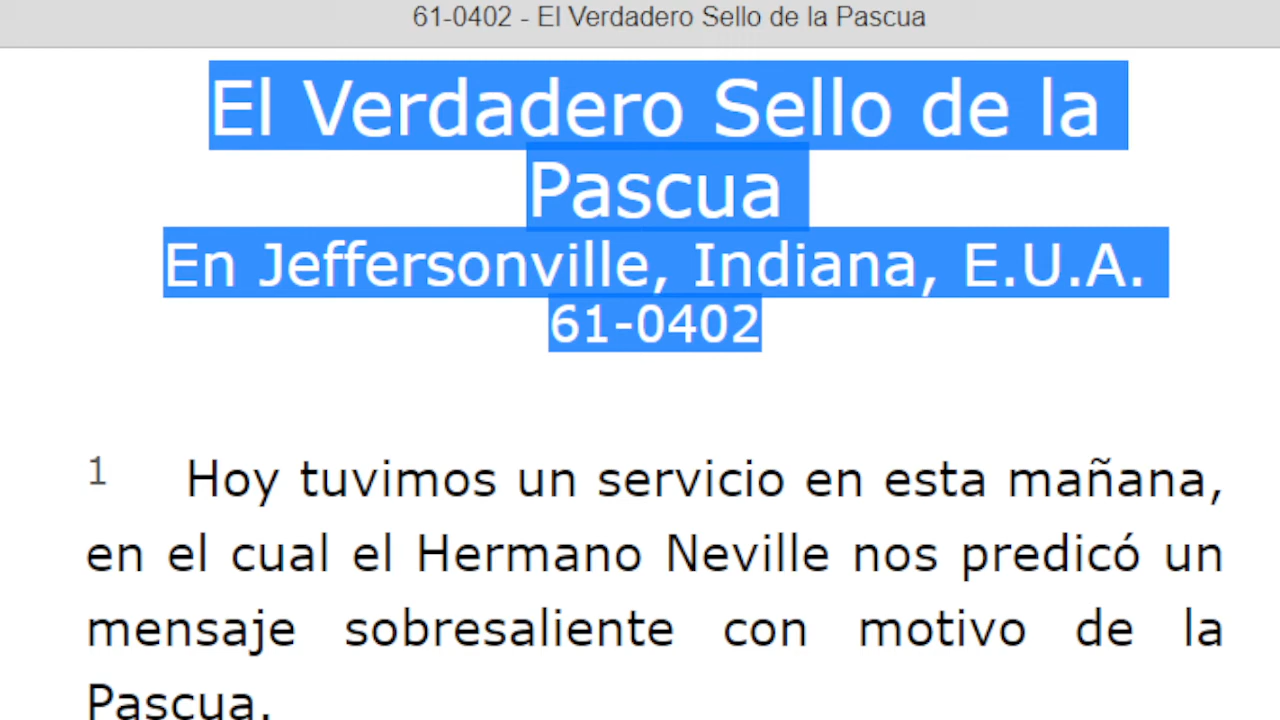 61-0402 - El Verdadero Sello de la Pascua
El Verdadero Sello de la
Pascua
En Jeffersonville, Indiana, E.U.A.
61-0402
1 Hoy tuvimos un servicio en esta mañana,
en el cual el Hermano Neville nos predicó un
mensaje sobresaliente con motivo de la
Pascua.